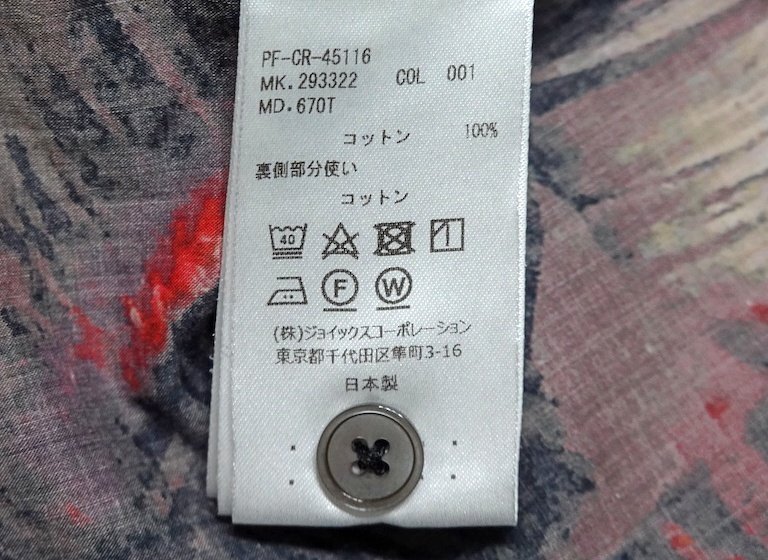 PF-CR-45116
MK.293322 COL 001
MD.670T
コットン 100%
裏側部分使い
コットン
40
F W
(株)ジョイックスコーポレーション
東京都千代田区隼町3-16
日本製